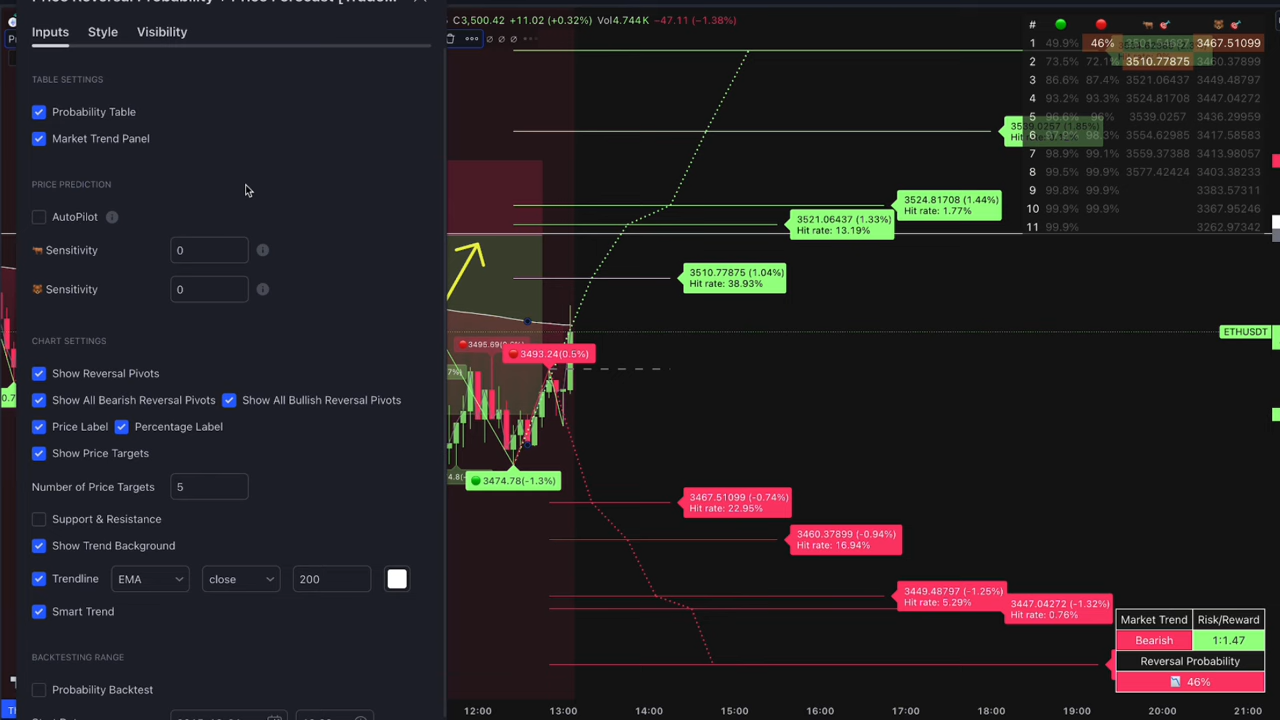 Inputs Style Visibility
TABLE SETTINGS
Probability Table
Market Trend Panel
PRICE PREDICTION
AutoPilot
Sensitivity 0
Sensitivity 0
CHART SETTINGS
Show Reversal Pivots
Show All Bearish Reversal Pivots Show All Bullish Reversal Pivots
Price Label Percentage Label
Show Price Targets
Number of Price Targets 5
Support & Resistance
Show Trend Background
Trendline EMA close 200
Smart Trend
BACKTESTING RANGE
Probability Backtest
C3,500.42 +11.02 (+0.32%) Vol4.744K -47.11 (-1.38%)
#
1 49.9% 46% 3467.51099
2 73.5% 72.1% 3510.77875 3460.37899
3 86.6% 87.4% 3521.06437 3449.48797
4 93.2% 93.3% 3524.81708 3447.04272
5 96.6% 96% 3539.0257 3436.29959
6 98.3% 3554.62985 3417.58583
7 98.9% 99.1% 3559.37388 3413.98057
8 99.5% 99.6% 3577.42424 3403.38233
9 99.8% 99.9% 3383.57311
10 99.9% 99.9% 3367.95246
11 99.9% 3262.97342
3524.81708 (1.44%)
Hit rate: 1.77%
3521.06437 (1.33%)
Hit rate: 13.19%
3510.77875 (1.04%)
Hit rate: 38.93%
ETHUSDT
3493.24(0.5%)
3474.78(-1.3%)
3467.51099 (-0.74%)
Hit rate: 22.95%
3460.37899 (-0.94%)
Hit rate: 16.94%
3449.48797 (-1.25%)
Hit rate: 5.29%
3447.04272 (-1.32%)
Hit rate: 0.76%
Market Trend Risk/Reward
Bearish 1:1.47
Reversal Probability
46%
12:00 13:00 14:00 15:00 16:00 17:00 18:00 19:00 20:00 21:00